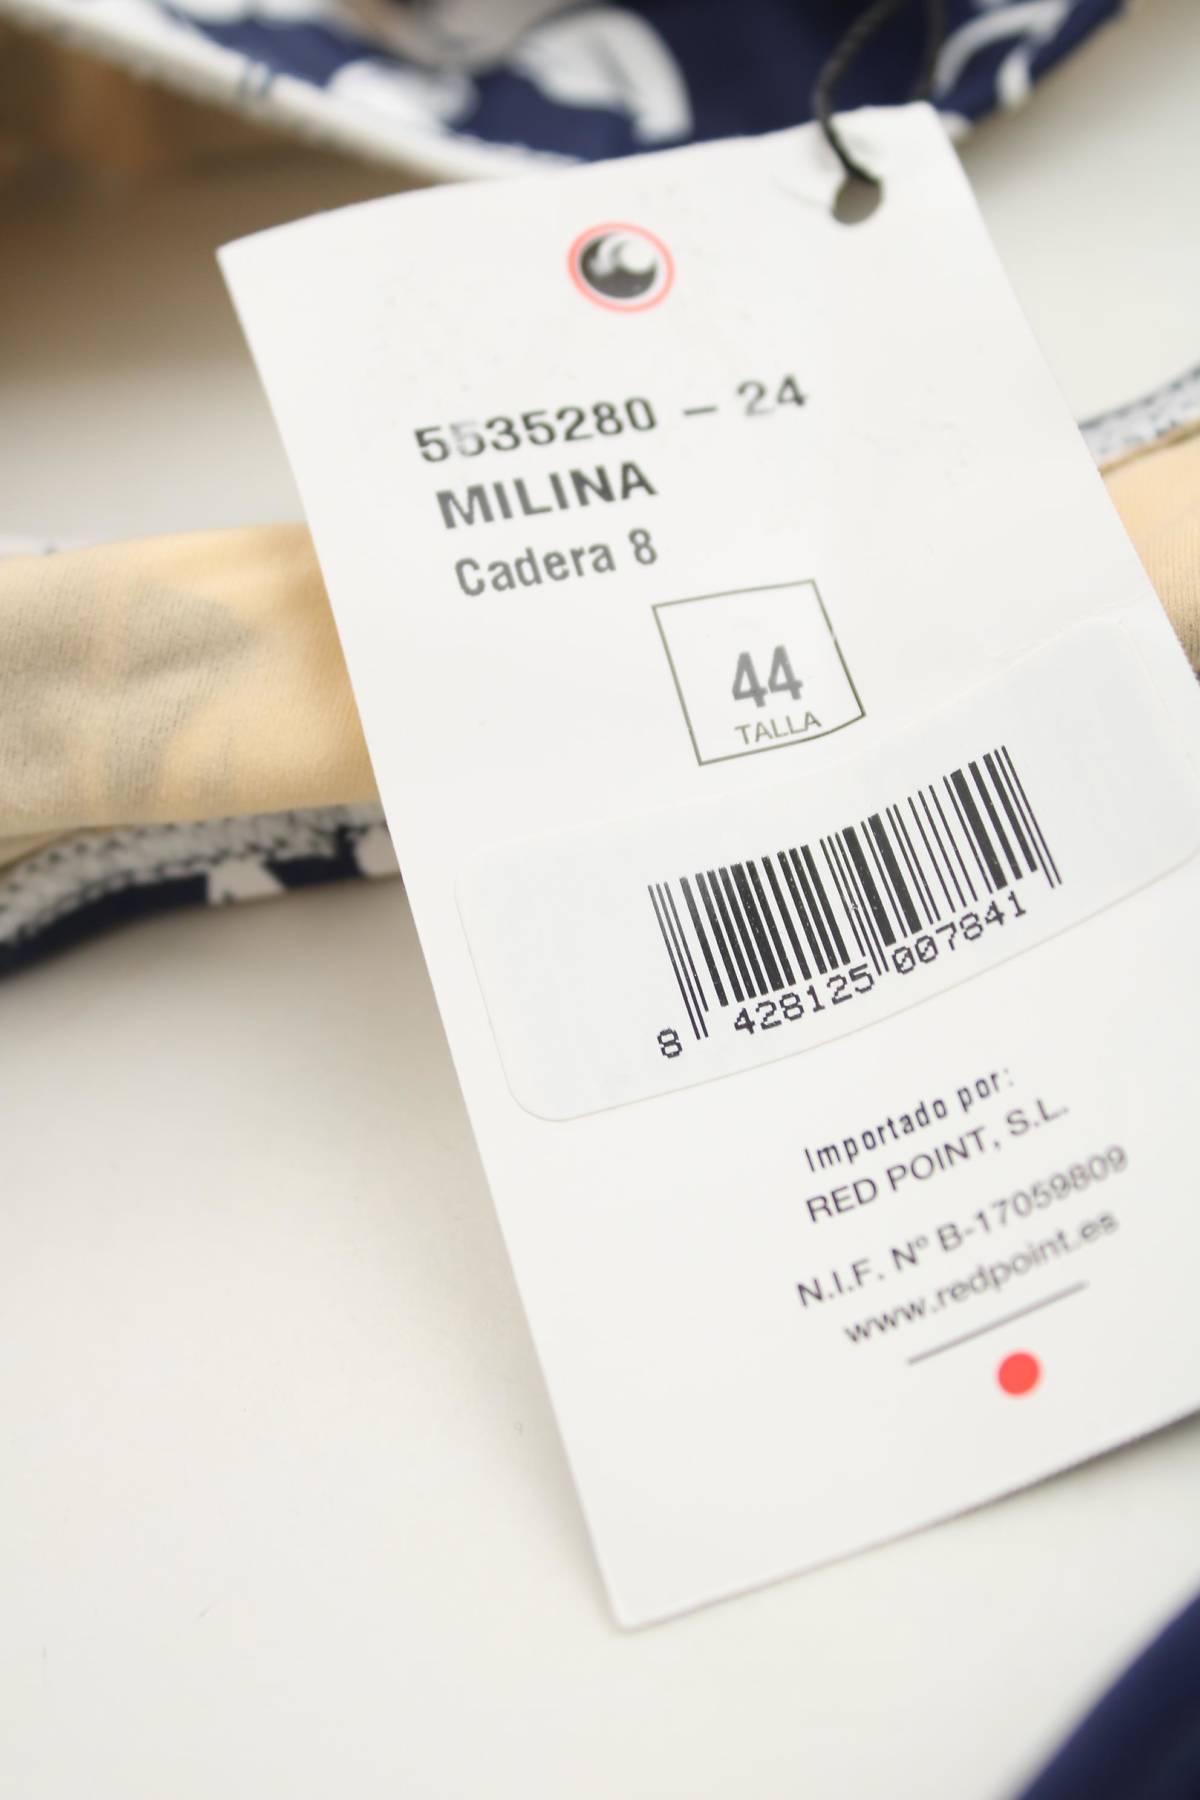 5535280 – 24
MILINA
Cadera 8
44
TALLA
8 428125 007841
Importado por:
RED POINT, S.L.
N.I.F. Nº B-17059809
www.redpoint.es